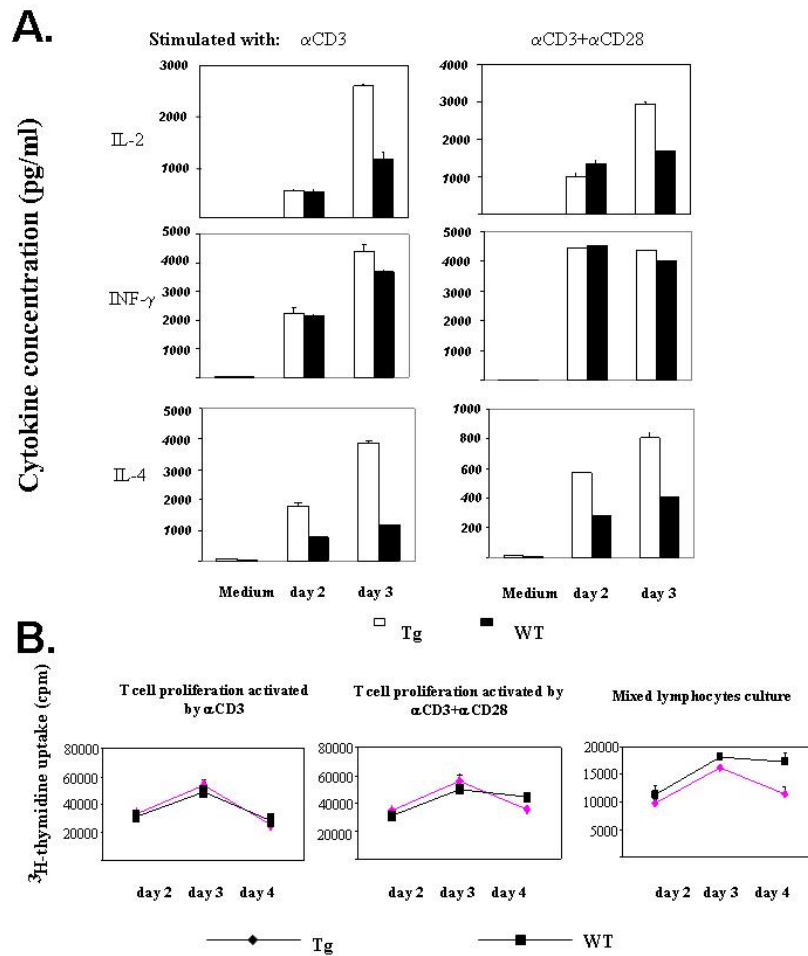 A.
Stimulated with: αCD3 αCD3+αCD28
Cytokine concentration (pg/ml)
IL-2
3000
2000
1000
4000
3000
2000
1000
INF-γ
5000
4000
3000
2000
1000
5000
4000
3000
2000
1000
IL-4
5000
4000
3000
2000
1000
1000
800
600
400
200
Medium day 2 day 3 Medium day 2 day 3
Tg WT
B.
³H-thymidine uptake (cpm)
T cell proliferation activated
by αCD3
T cell proliferation activated by
αCD3+αCD28
Mixed lymphocytes culture
80000
60000
40000
20000
80000
60000
40000
20000
20000
15000
10000
5000
day 2 day 3 day 4 day 2 day 3 day 4 day 2 day 3 day 4
Tg WT